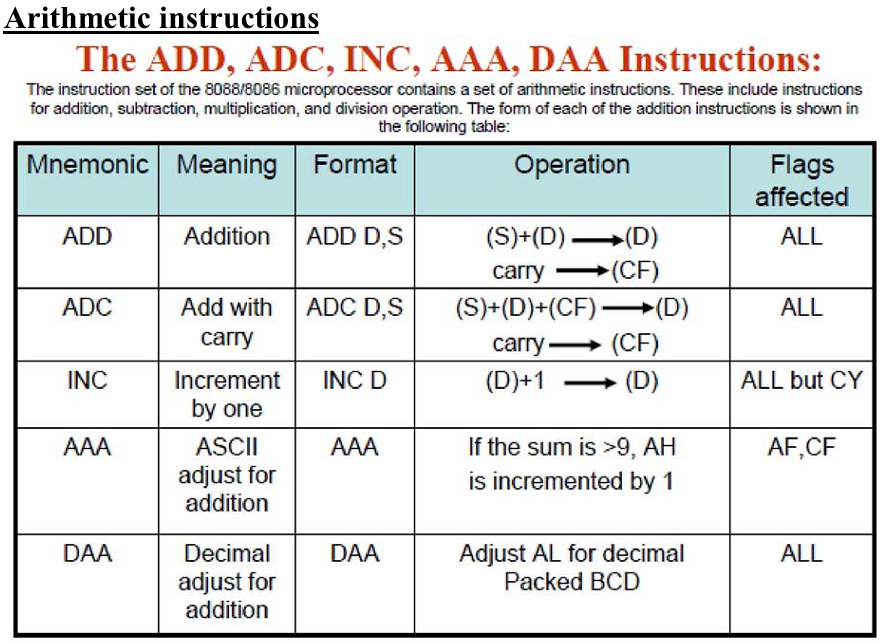 Arithmetic instructions
The ADD, ADC, INC, AAA, DAA Instructions:
The instruction set of the 8088/8086 microprocessor contains a set of arithmetic instructions. These include instructions
for addition, subtraction, multiplication, and division operation. The form of each of the addition instructions is shown in
the following table:
Mnemonic Meaning Format Operation Flags
affected
ADD Addition ADD D,S (S)+(D) → (D) ALL
carry → (CF)
ADC Add with ADC D,S (S)+(D)+(CF) → (D) ALL
carry carry → (CF)
INC Increment INC D (D)+1 → (D) ALL but CY
by one
AAA ASCII AAA If the sum is >9, AH AF,CF
adjust for is incremented by 1
addition
DAA Decimal DAA Adjust AL for decimal ALL
adjust for Packed BCD
addition